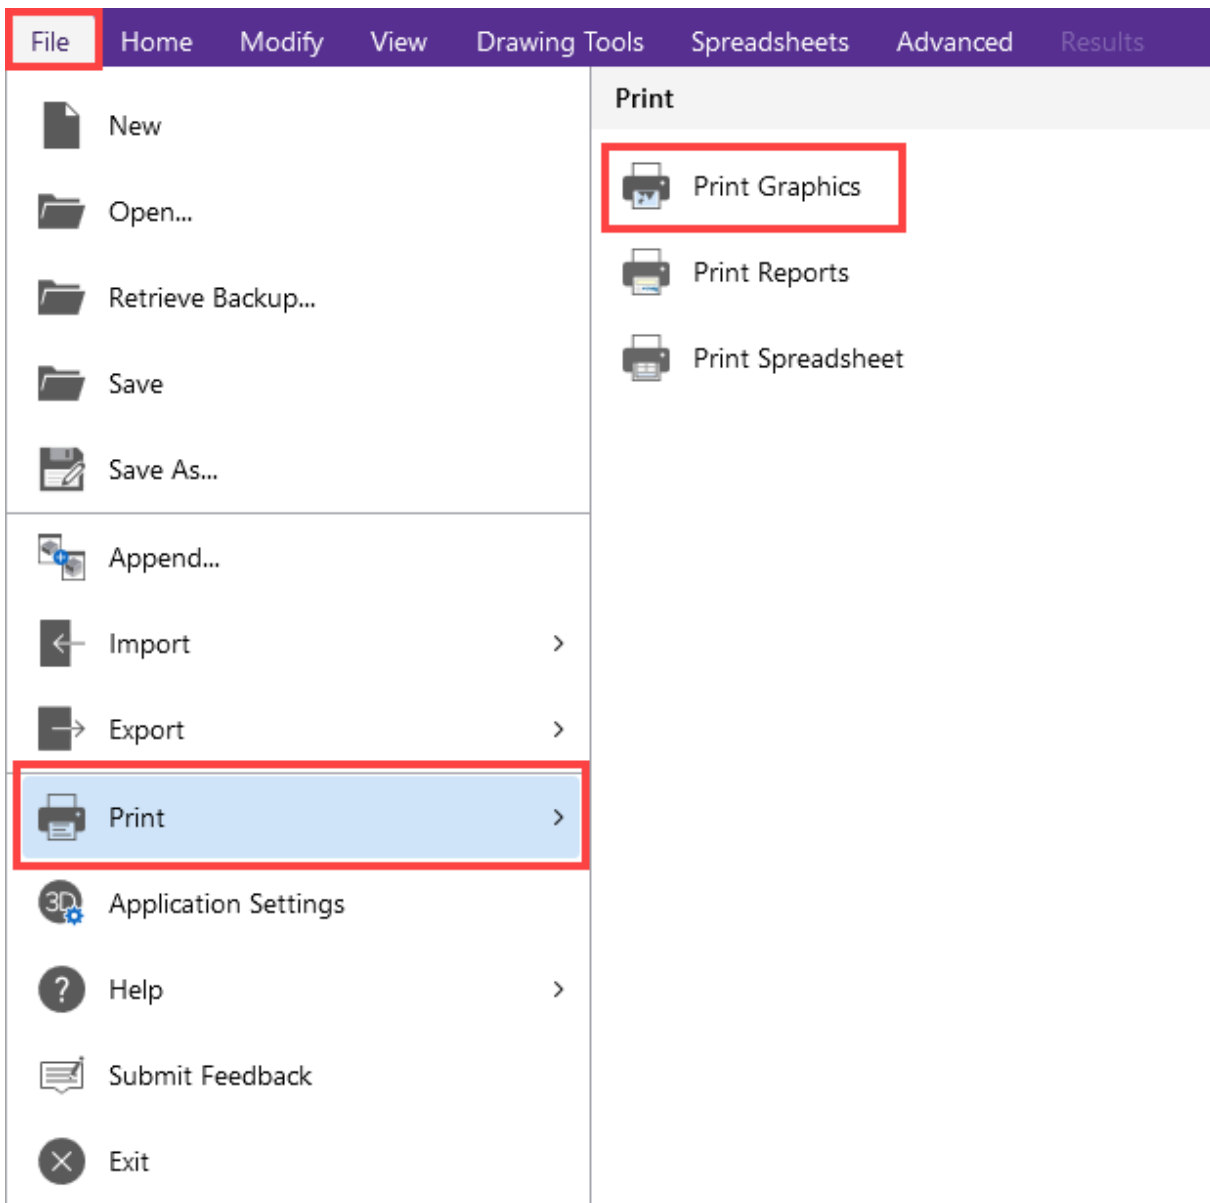 File Home Modify View Drawing Tools Spreadsheets Advanced Results
New
Open...
Retrieve Backup...
Save
Save As...
Append...
Import
Export
Print
3D
Application Settings
?
Help
Submit Feedback
Exit
Print
Print Graphics
Print Reports
Print Spreadsheet